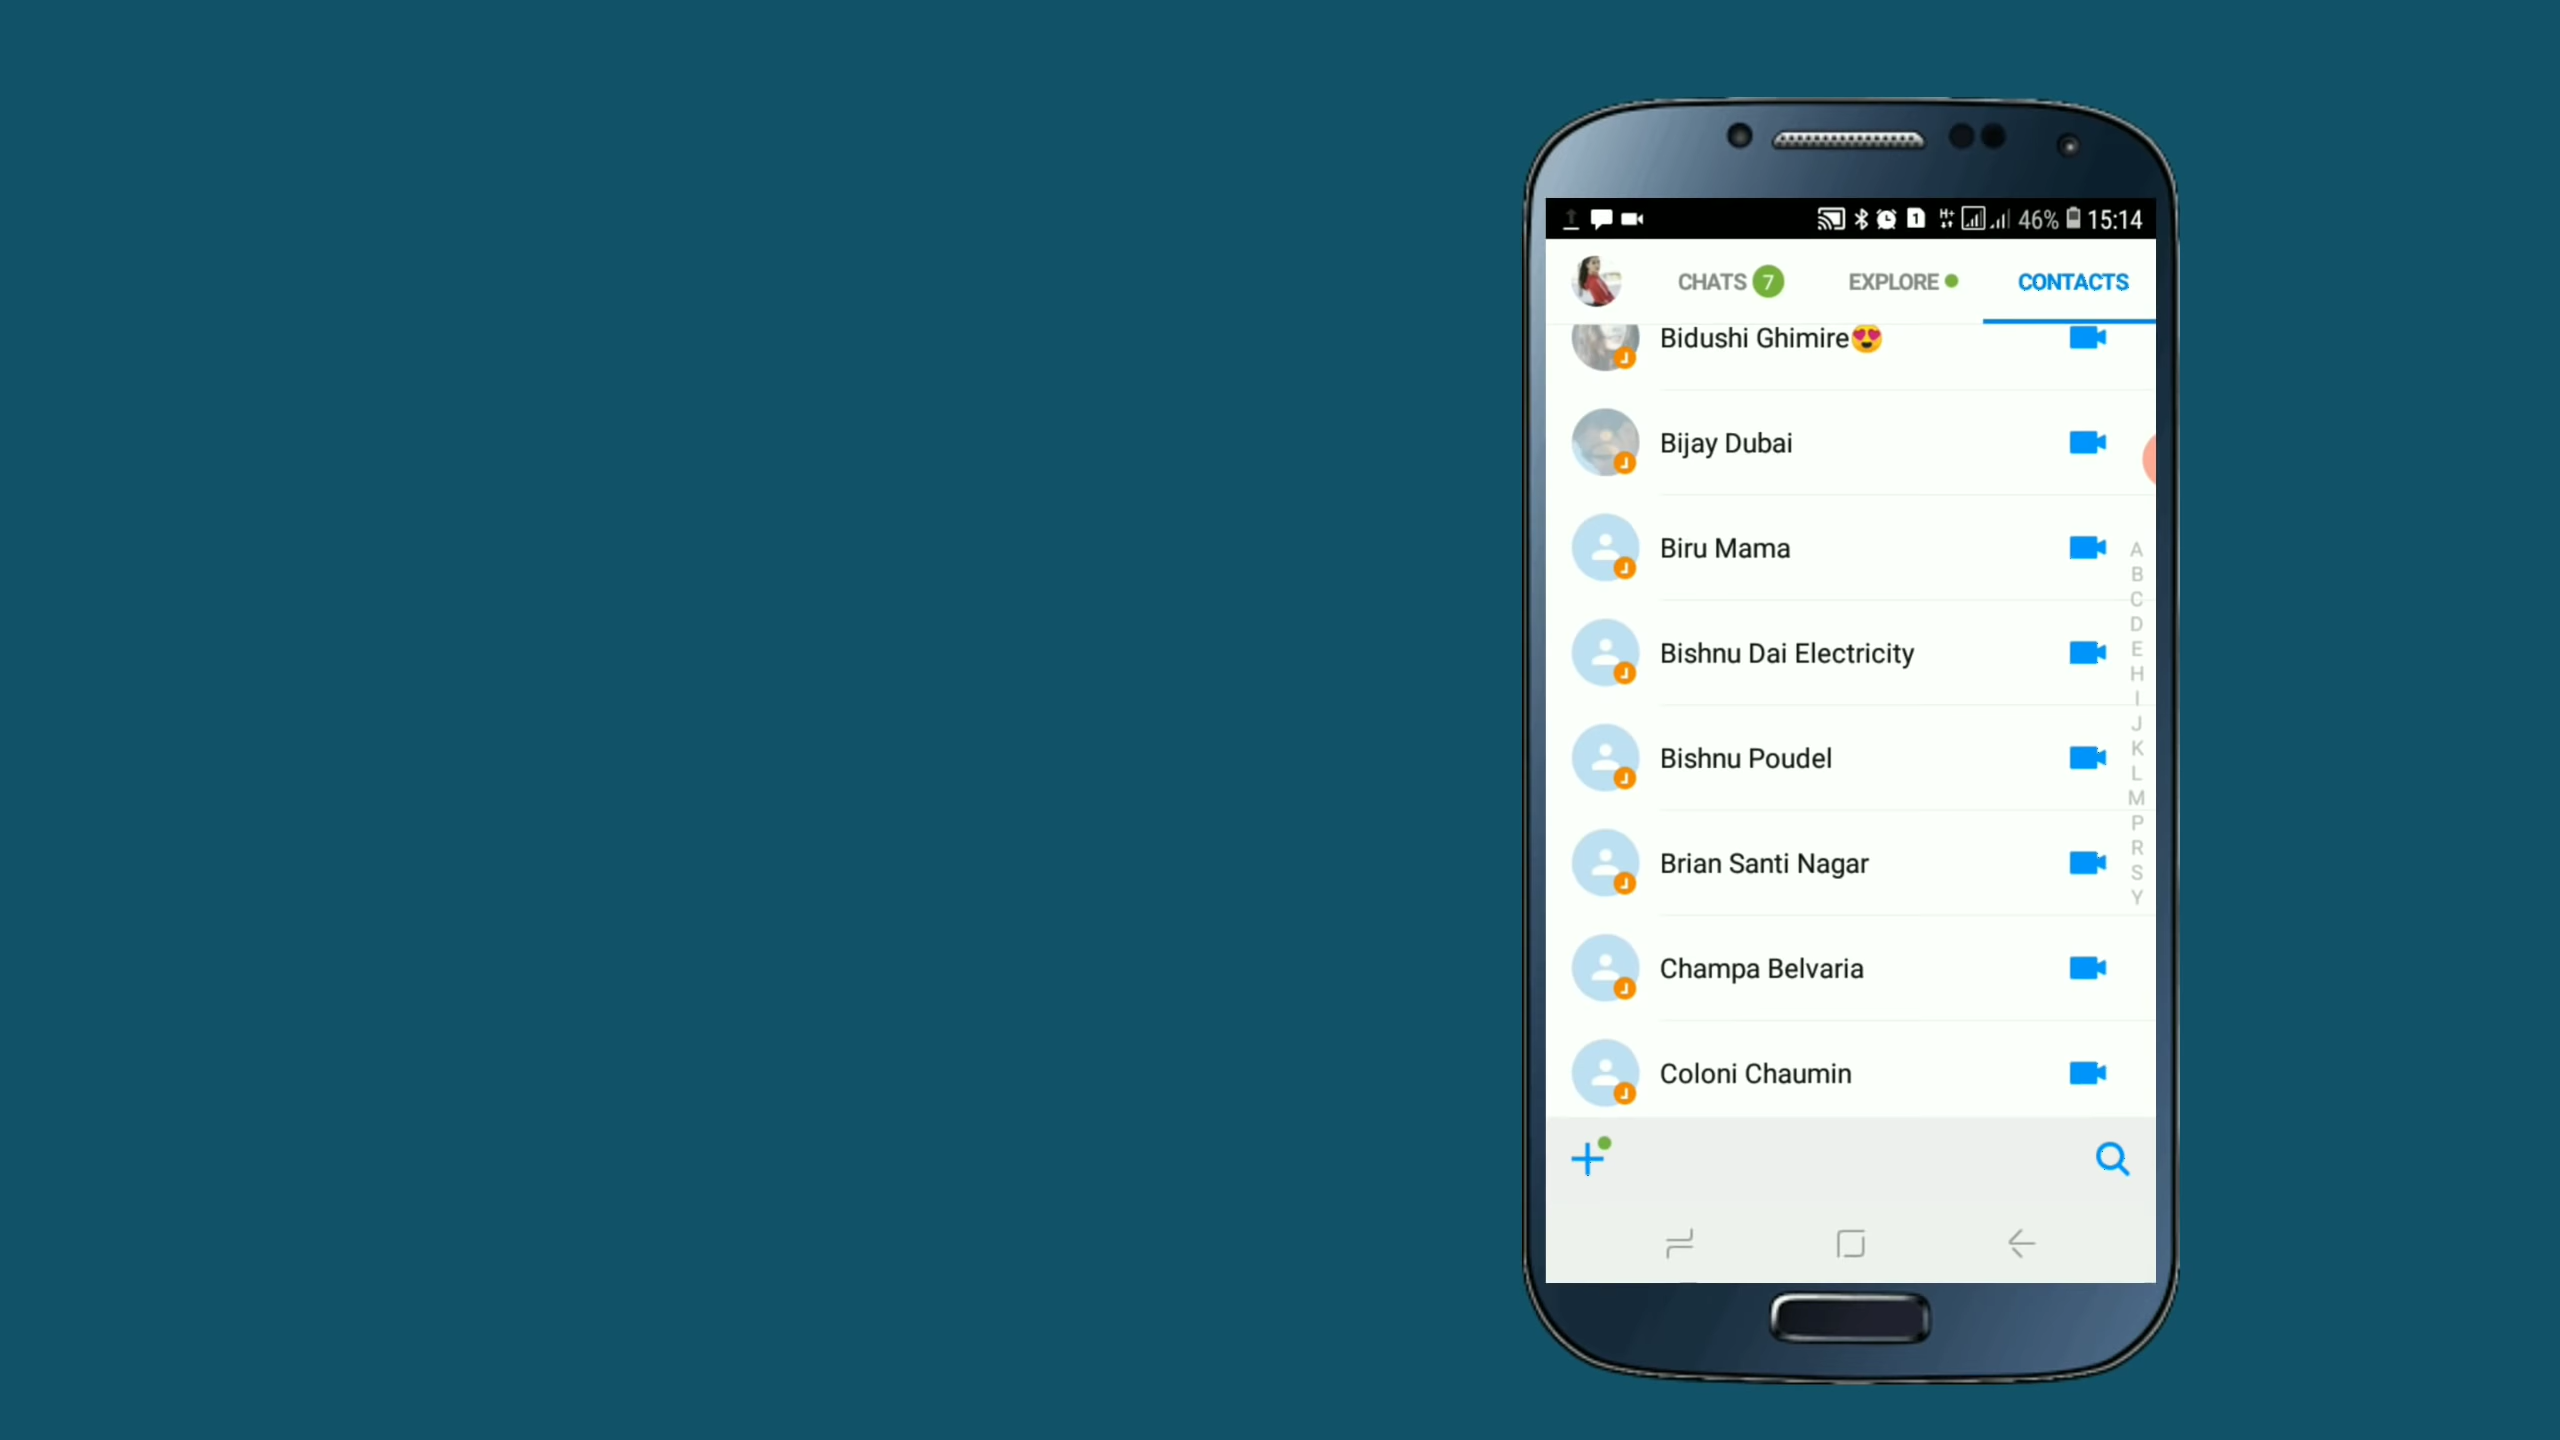 1 H+ 46% 15:14
CHATS 7 EXPLORE CONTACTS
Bidushi Ghimire😍
Bijay Dubai
Biru Mama
Bishnu Dai Electricity
Bishnu Poudel
Brian Santi Nagar
Champa Belvaria
Coloni Chaumin
A
B
C
D
E
H
I
J
K
L
M
P
R
S
Y